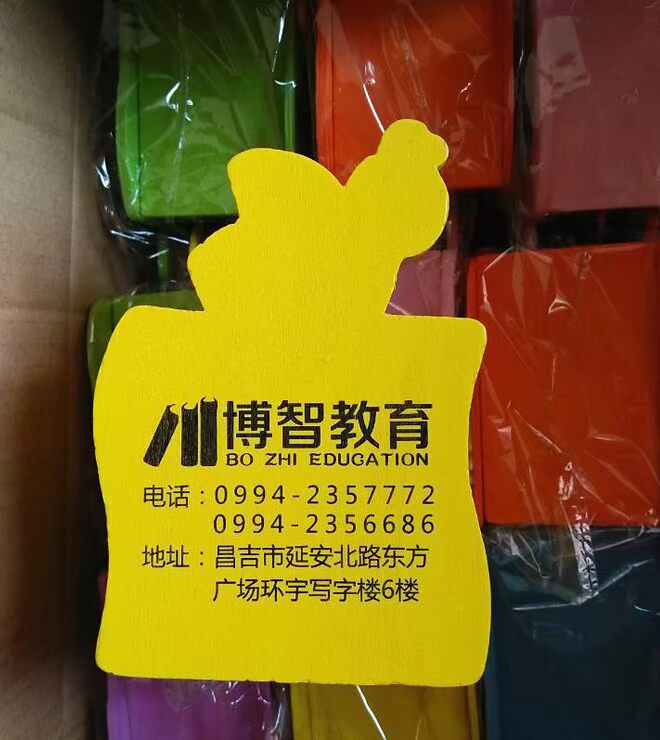 博智教育
BO ZHI EDUCATION
电话：0994-2357772
0994-2356686
地址：昌吉市延安北路东方
广场环宇写字楼6楼